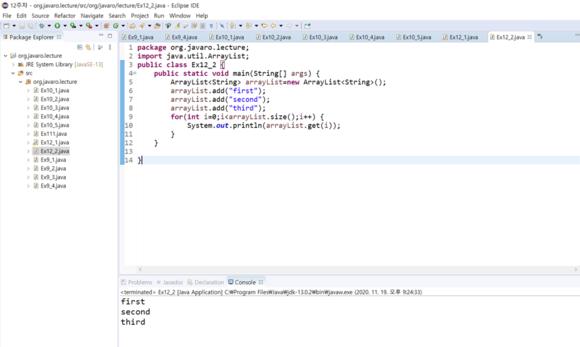 12주차 - org.javaro.lecture/src/org/javaro/lecture/Ex12_2.java - Eclipse IDE
File Edit Source Refactor Navigate Search Project Run Window Help
Package Explorer
Ex9_1.java Ex9_4.java Ex10_1.java Ex10_2.java Ex10_3.java Ex10_4.java Ex10_5.java Ex12_1.java Ex12_2.java
org.javaro.lecture
JRE System Library [JavaSE-13]
src
org.javaro.lecture
Ex10_1.java
Ex10_2.java
Ex10_3.java
Ex10_4.java
Ex10_5.java
Ex111.java
Ex12_1.java
Ex12_2.java
Ex9_1.java
Ex9_2.java
Ex9_3.java
Ex9_4.java
1 package org.javaro.lecture;
2 import java.util.ArrayList;
3 public class Ex12_2 {
4 public static void main(String[] args) {
5 ArrayList<String> arrayList=new ArrayList<String>();
6 arrayList.add("first");
7 arrayList.add("second");
8 arrayList.add("third");
9 for(int i=0;i<arrayList.size();i++) {
10 System.out.println(arrayList.get(i));
11 }
12 }
13
14 }
Problems Javadoc Declaration Console
<terminated> Ex12_2 [Java Application] C:₩Program Files₩Java₩jdk-13.0.2₩bin₩javaw.exe (2020. 11. 19. 오후 9:24:33)
first
second
third